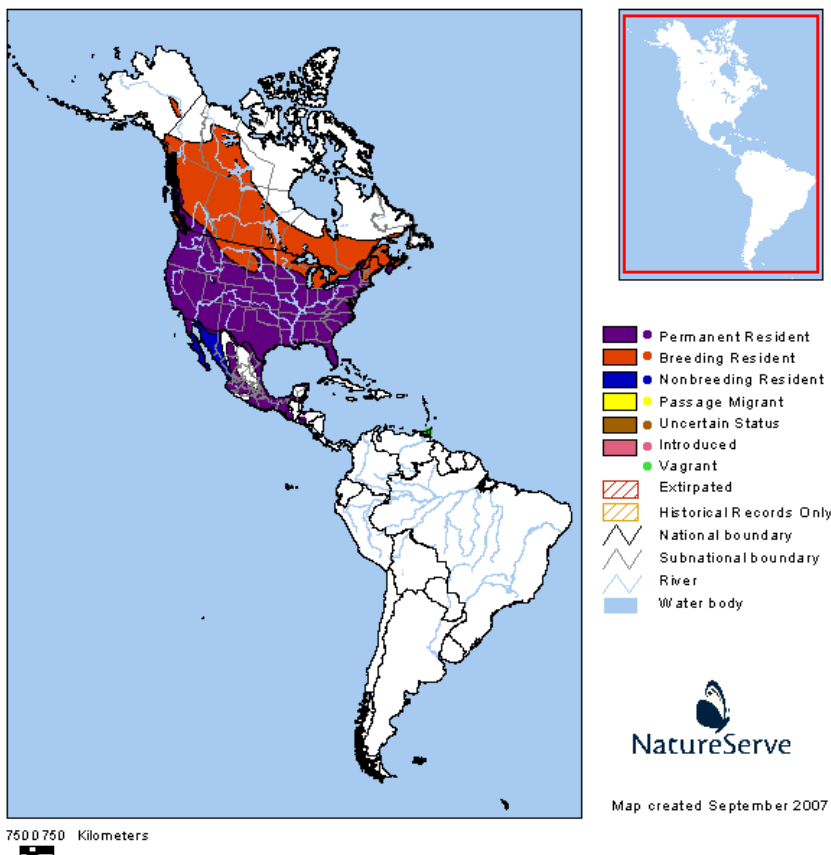 Permanent Resident
Breeding Resident
Nonbreeding Resident
Passage Migrant
Uncertain Status
Introduced
Vagrant
Extirpated
Historical Records Only
National boundary
Subnational boundary
River
Water body
NatureServe
Map created September 2007
750 0 750 Kilometers